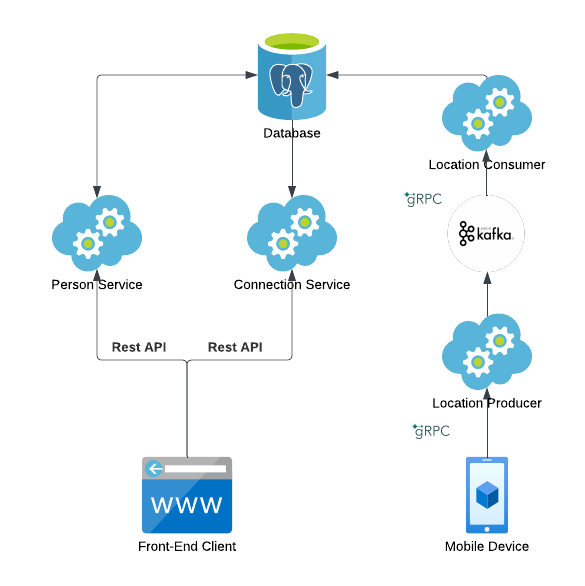 Database
Location Consumer
gRPC
kafka
Person Service
Connection Service
Rest API
Rest API
Location Producer
gRPC
www
Front-End Client
Mobile Device